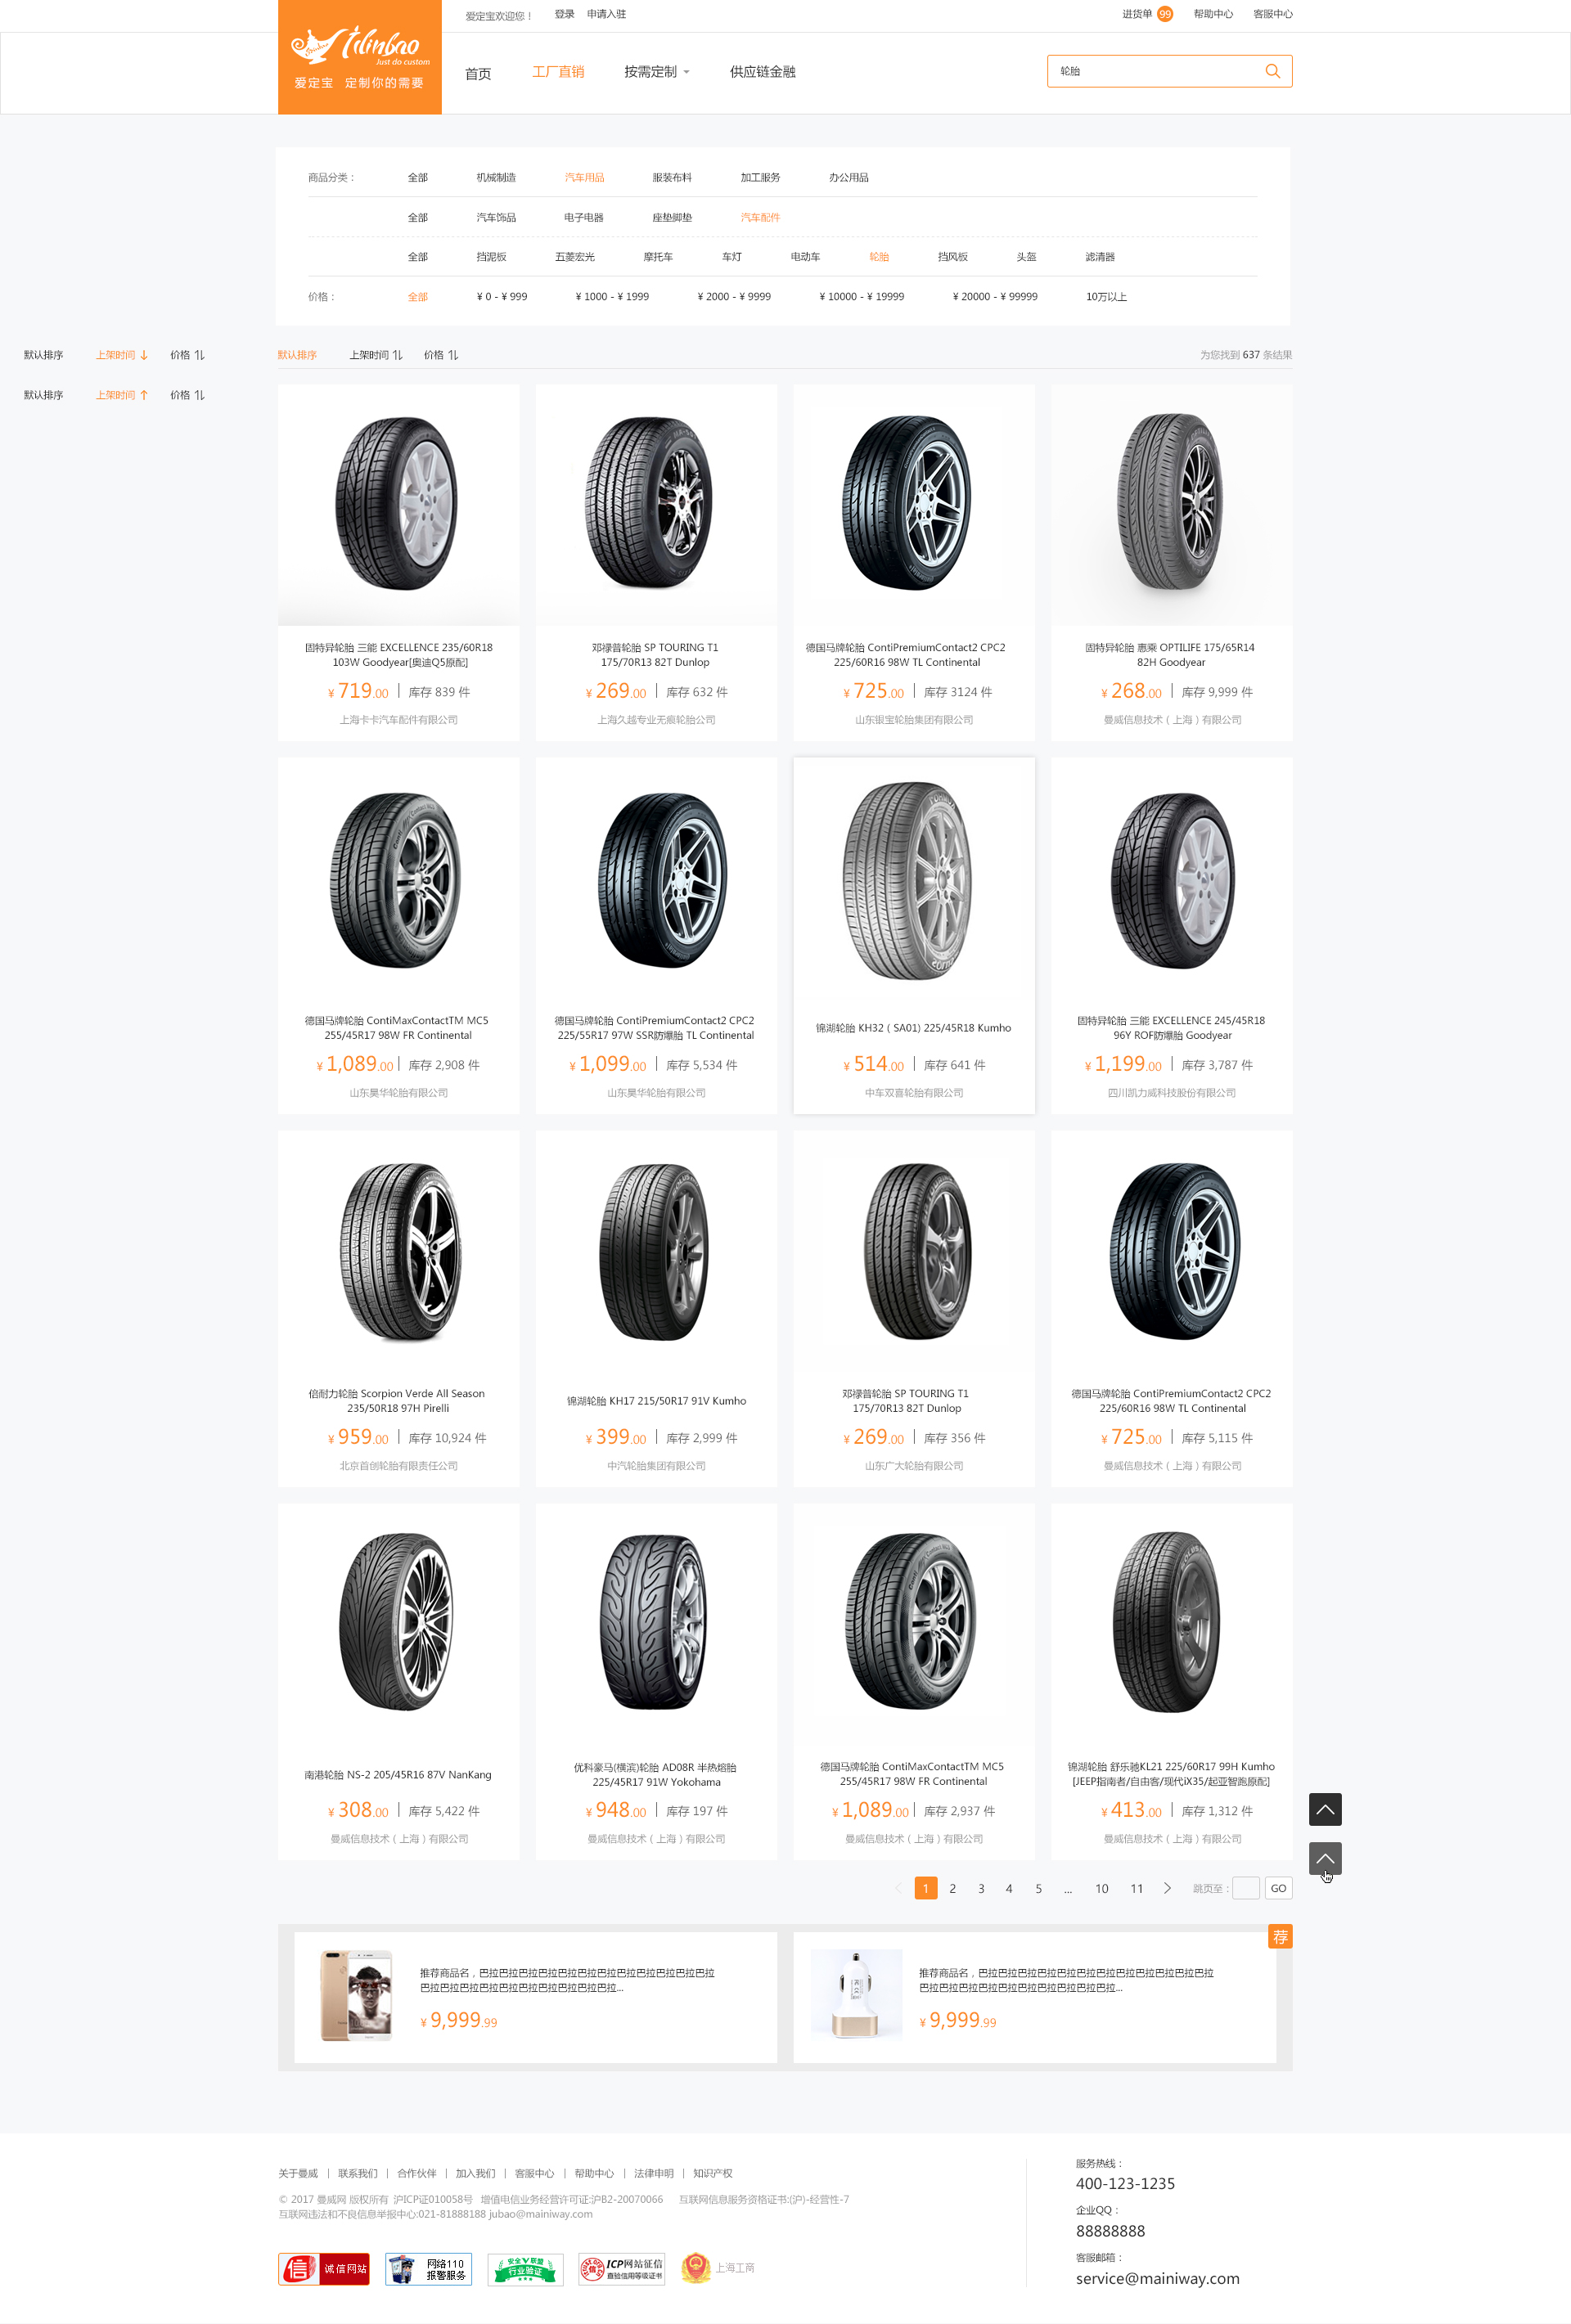 爱定宝欢迎您！ 登录 申请入驻 进货单 99 帮助中心 客服中心
Just do custom
爱定宝 定制你的需要
首页 工厂直销 按需定制 供应链金融 轮胎
商品分类： 全部 机械制造 汽车用品 服装布料 加工服务 办公用品
全部 汽车饰品 电子电器 座垫脚垫 汽车配件
全部 挡泥板 五菱宏光 摩托车 车灯 电动车 轮胎 挡风板 头盔 滤清器
价格： 全部 ¥ 0 - ¥ 999 ¥ 1000 - ¥ 1999 ¥ 2000 - ¥ 9999 ¥ 10000 - ¥ 19999 ¥ 20000 - ¥ 99999 10万以上
默认排序 上架时间 价格
默认排序 上架时间 价格 为您找到 637 条结果
默认排序 上架时间 价格
固特异轮胎 三能 EXCELLENCE 235/60R18
103W Goodyear[奥迪Q5原配]
¥ 719.00 库存 839 件
上海卡卡汽车配件有限公司
邓禄普轮胎 SP TOURING T1
175/70R13 82T Dunlop
¥ 269.00 库存 632 件
上海久越专业无痕轮胎公司
德国马牌轮胎 ContiPremiumContact2 CPC2
225/60R16 98W TL Continental
¥ 725.00 库存 3124 件
山东银宝轮胎集团有限公司
固特异轮胎 惠乘 OPTILIFE 175/65R14
82H Goodyear
¥ 268.00 库存 9,999 件
曼威信息技术（上海）有限公司
德国马牌轮胎 ContiMaxContactTM MC5
255/45R17 98W FR Continental
¥ 1,089.00 库存 2,908 件
山东昊华轮胎有限公司
德国马牌轮胎 ContiPremiumContact2 CPC2
225/55R17 97W SSR防爆胎 TL Continental
¥ 1,099.00 库存 5,534 件
山东昊华轮胎有限公司
锦湖轮胎 KH32（SA01) 225/45R18 Kumho
¥ 514.00 库存 641 件
中车双喜轮胎有限公司
固特异轮胎 三能 EXCELLENCE 245/45R18
96Y ROF防爆胎 Goodyear
¥ 1,199.00 库存 3,787 件
四川凯力威科技股份有限公司
倍耐力轮胎 Scorpion Verde All Season
235/50R18 97H Pirelli
¥ 959.00 库存 10,924 件
北京首创轮胎有限责任公司
锦湖轮胎 KH17 215/50R17 91V Kumho
¥ 399.00 库存 2,999 件
中汽轮胎集团有限公司
邓禄普轮胎 SP TOURING T1
175/70R13 82T Dunlop
¥ 269.00 库存 356 件
山东广大轮胎有限公司
德国马牌轮胎 ContiPremiumContact2 CPC2
225/60R16 98W TL Continental
¥ 725.00 库存 5,115 件
曼威信息技术（上海）有限公司
南港轮胎 NS-2 205/45R16 87V NanKang
¥ 308.00 库存 5,422 件
曼威信息技术（上海）有限公司
优科豪马(横滨)轮胎 AD08R 半热熔胎
225/45R17 91W Yokohama
¥ 948.00 库存 197 件
曼威信息技术（上海）有限公司
德国马牌轮胎 ContiMaxContactTM MC5
255/45R17 98W FR Continental
¥ 1,089.00 库存 2,937 件
曼威信息技术（上海）有限公司
锦湖轮胎 舒乐驰KL21 225/60R17 99H Kumho
[JEEP指南者/自由客/现代iX35/起亚智跑原配]
¥ 413.00 库存 1,312 件
曼威信息技术（上海）有限公司
1 2 3 4 5 ... 10 11 跳页至： GO
荐
推荐商品名，巴拉巴拉巴拉巴拉巴拉巴拉巴拉巴拉巴拉巴拉巴拉巴拉
巴拉巴拉巴拉巴拉巴拉巴拉巴拉巴拉巴拉巴拉...
¥ 9,999.99
推荐商品名，巴拉巴拉巴拉巴拉巴拉巴拉巴拉巴拉巴拉巴拉巴拉巴拉
巴拉巴拉巴拉巴拉巴拉巴拉巴拉巴拉巴拉巴拉...
¥ 9,999.99
关于曼威 | 联系我们 | 合作伙伴 | 加入我们 | 客服中心 | 帮助中心 | 法律申明 | 知识产权
© 2017 曼威网 版权所有 沪ICP证010058号 增值电信业务经营许可证:沪B2-20070066 互联网信息服务资格证书:(沪)-经营性-7
互联网违法和不良信息举报中心:021-81888188 jubao@mainiway.com
信 诚信网站
网络110
报警服务
安全V联盟
行业验证
ICP网站征信
直验信用等级证书
上海工商
服务热线：
400-123-1235
企业QQ：
88888888
客服邮箱：
service@mainiway.com